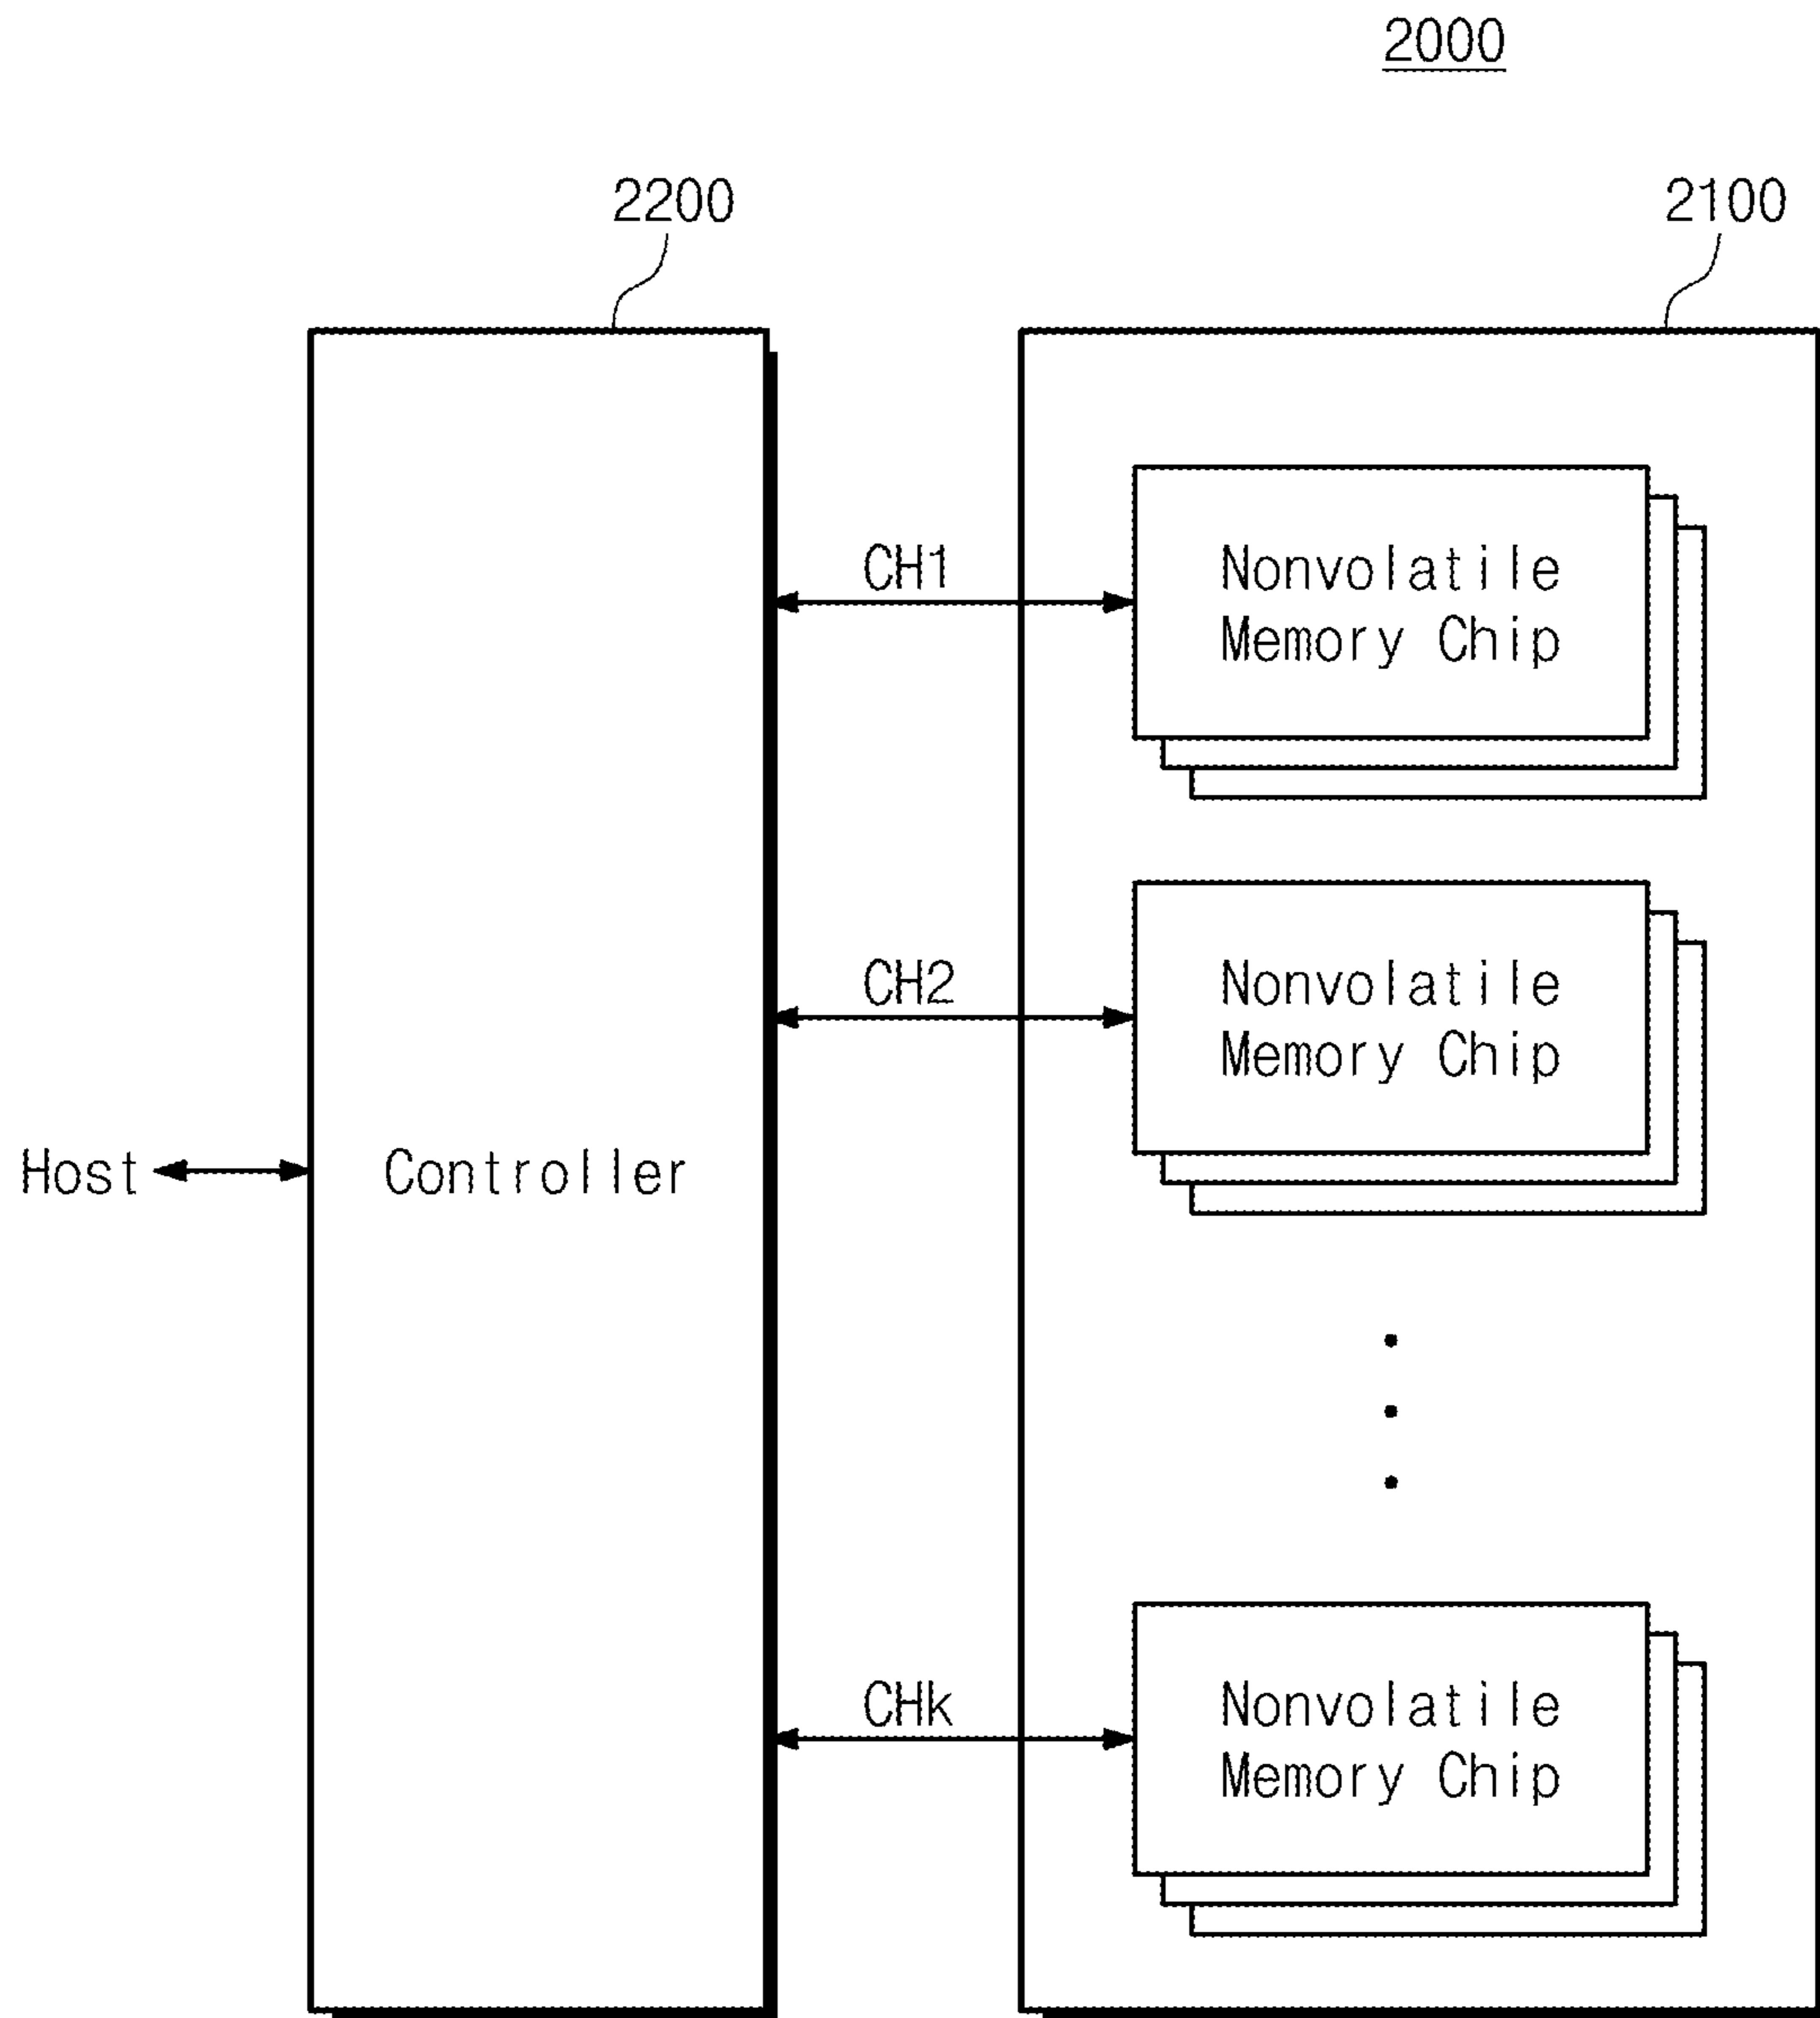 2000
2200
2100
CH1
Nonvolatile
Memory Chip
CH2
Nonvolatile
Memory Chip
Host
Controller
CHk
Nonvolatile
Memory Chip